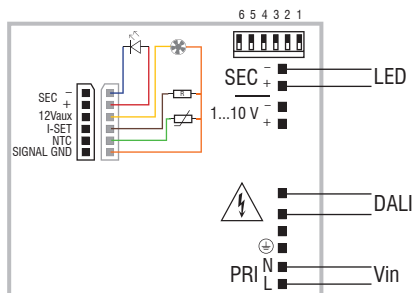 6 5 4 3 2 1
SEC −
+
LED
1...10 V −
+
SEC −
+
12Vaux
I-SET
NTC
SIGNAL GND
R
DALI
PRI N
L
Vin